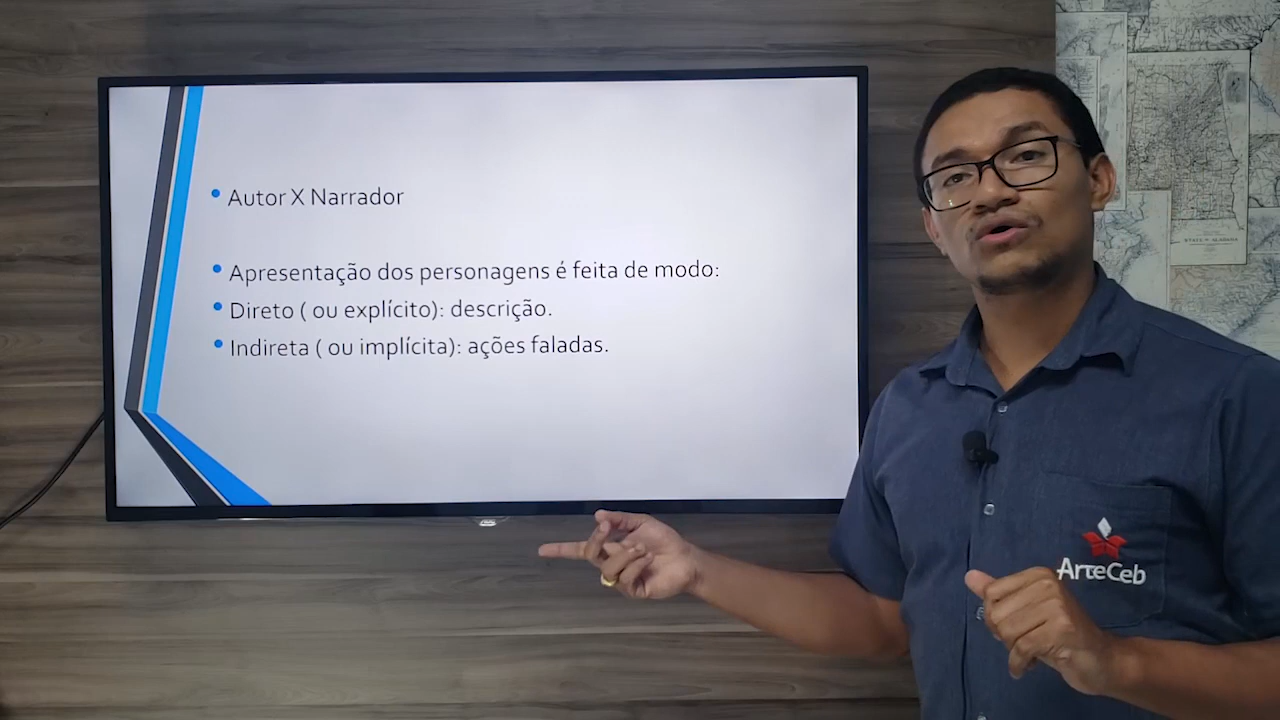 Autor X Narrador
Apresentação dos personagens é feita de modo:
Direto ( ou explícito): descrição.
Indireta ( ou implícita): ações faladas.
ArteCeb